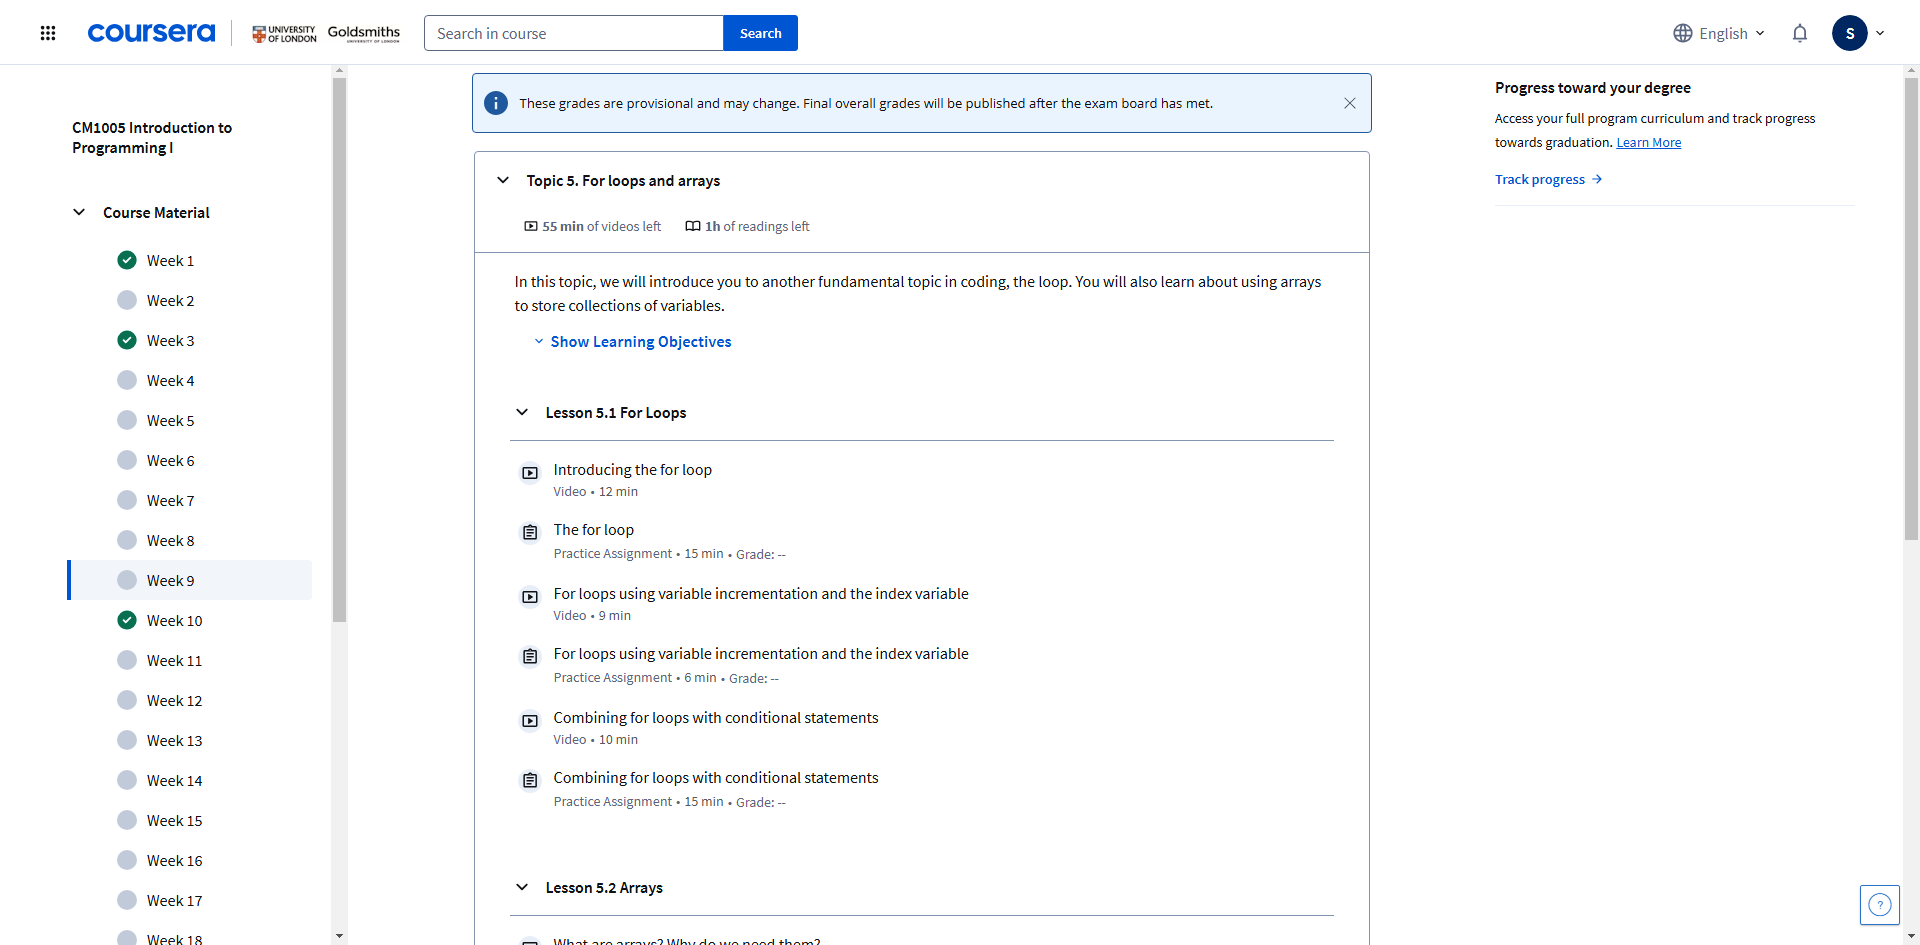 coursera
UNIVERSITY OF LONDON
Goldsmiths
UNIVERSITY OF LONDON
Search in course
Search
English
S
CM1005 Introduction to
Programming I
Course Material
Week 1
Week 2
Week 3
Week 4
Week 5
Week 6
Week 7
Week 8
Week 9
Week 10
Week 11
Week 12
Week 13
Week 14
Week 15
Week 16
Week 17
Week 18
These grades are provisional and may change. Final overall grades will be published after the exam board has met.
Topic 5. For loops and arrays
55 min of videos left
1h of readings left
In this topic, we will introduce you to another fundamental topic in coding, the loop. You will also learn about using arrays
to store collections of variables.
Show Learning Objectives
Lesson 5.1 For Loops
Introducing the for loop
Video • 12 min
The for loop
Practice Assignment • 15 min • Grade: --
For loops using variable incrementation and the index variable
Video • 9 min
For loops using variable incrementation and the index variable
Practice Assignment • 6 min • Grade: --
Combining for loops with conditional statements
Video • 10 min
Combining for loops with conditional statements
Practice Assignment • 15 min • Grade: --
Lesson 5.2 Arrays
What are arrays? Why do we need them?
Progress toward your degree
Access your full program curriculum and track progress
towards graduation. Learn More
Track progress →
?